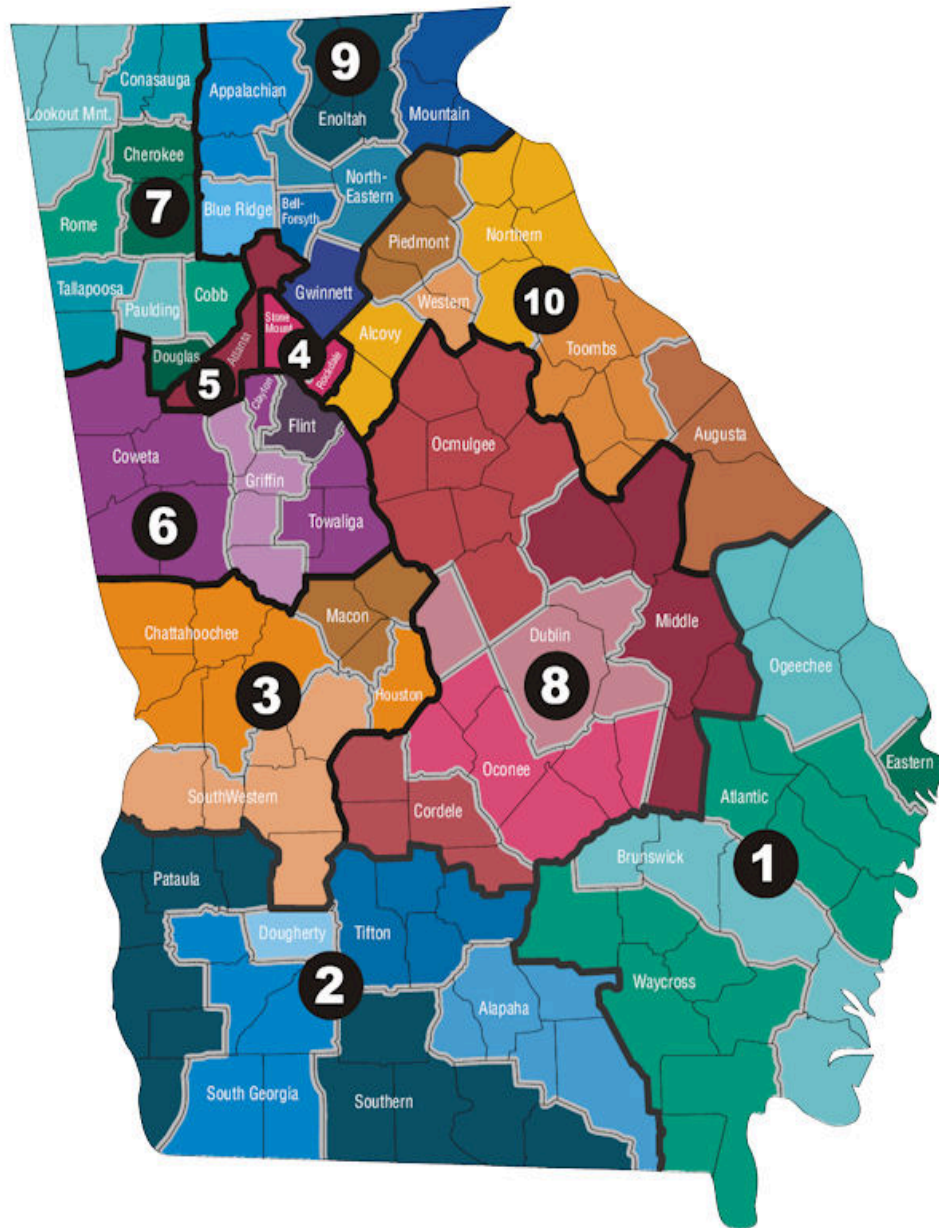 9
Conasauga
Appalachian
Lookout Mnt.
Enoltah
Mountain
Cherokee
North-
Eastern
7
Blue Ridge
Bell-
Forsyth
Rome
Piedmont
Northern
Tallapoosa
Paulding
Cobb
Gwinnett
Western
10
Stone
Mount
4
Alcovy
Douglas
Atlanta
Rockdale
Toombs
5
Clayton
Flint
Augusta
Coweta
Griffin
Ocmulgee
6
Towaliga
Macon
Chattahoochee
Dublin
Middle
3
Houston
8
Ogeechee
SouthWestern
Oconee
Eastern
Cordele
Atlantic
Pataula
Brunswick
1
Dougherty
Tifton
2
Alapaha
Waycross
South Georgia
Southern